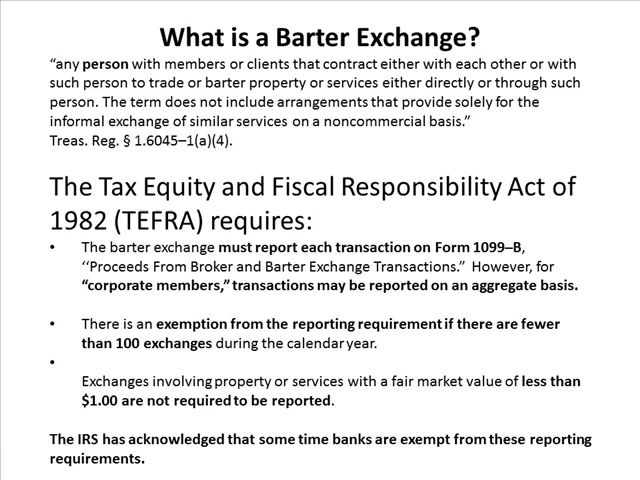 What is a Barter Exchange?
“any person with members or clients that contract either with each other or with
such person to trade or barter property or services either directly or through such
person. The term does not include arrangements that provide solely for the
informal exchange of similar services on a noncommercial basis.”
Treas. Reg. § 1.6045–1(a)(4).
The Tax Equity and Fiscal Responsibility Act of
1982 (TEFRA) requires:
• The barter exchange must report each transaction on Form 1099–B,
‘‘Proceeds From Broker and Barter Exchange Transactions.” However, for
“corporate members,” transactions may be reported on an aggregate basis.
• There is an exemption from the reporting requirement if there are fewer
than 100 exchanges during the calendar year.
•
Exchanges involving property or services with a fair market value of less than
$1.00 are not required to be reported.
The IRS has acknowledged that some time banks are exempt from these reporting
requirements.